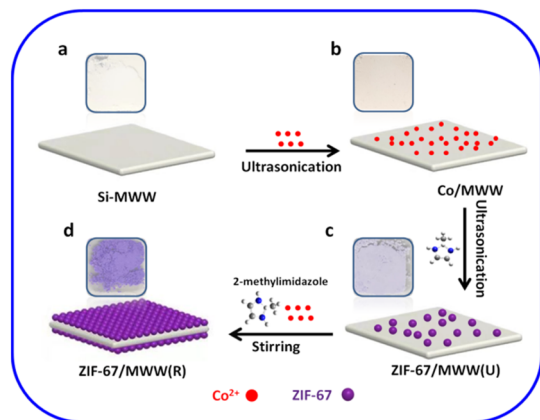 a
b
Ultrasonication
Si-MWW
Co/MWW
Ultrasonication
d
c
2-methylimidazole
Stirring
ZIF-67/MWW(R)
ZIF-67/MWW(U)
Co²⁺ ZIF-67